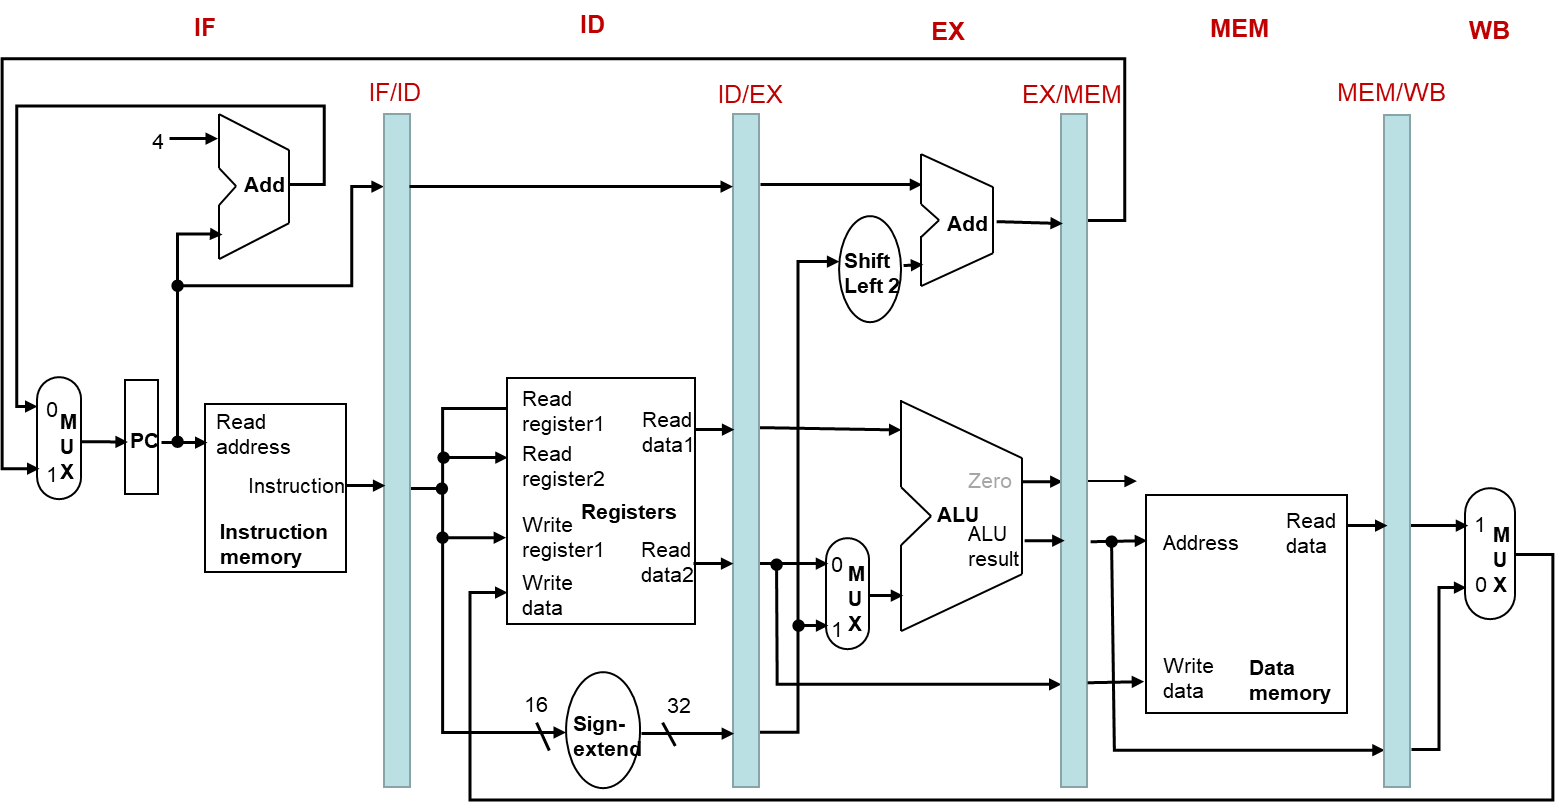 IF
ID
EX
MEM
WB
IF/ID
ID/EX
EX/MEM
MEM/WB
4
Add
Add
Shift
Left 2
0
M
U
1 X
PC
Read
address
Instruction
Instruction
memory
Read
register1
Read
register2
Write
register1
Write
data
Registers
Read
data1
Read
data2
16
Sign-
extend
32
0
M
U
1 X
Zero
ALU
ALU
result
Address
Read
data
Write
data
Data
memory
1
M
U
0 X